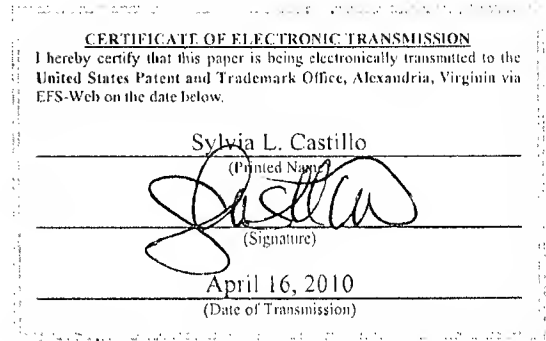 CERTIFICATE OF ELECTRONIC TRANSMISSION
I hereby certify that this paper is being electronically transmitted to the
United States Patent and Trademark Office, Alexandria, Virginia via
EFS-Web on the date below.
Sylvia L. Castillo
(Printed Name)
(Signature)
April 16, 2010
(Date of Transmission)